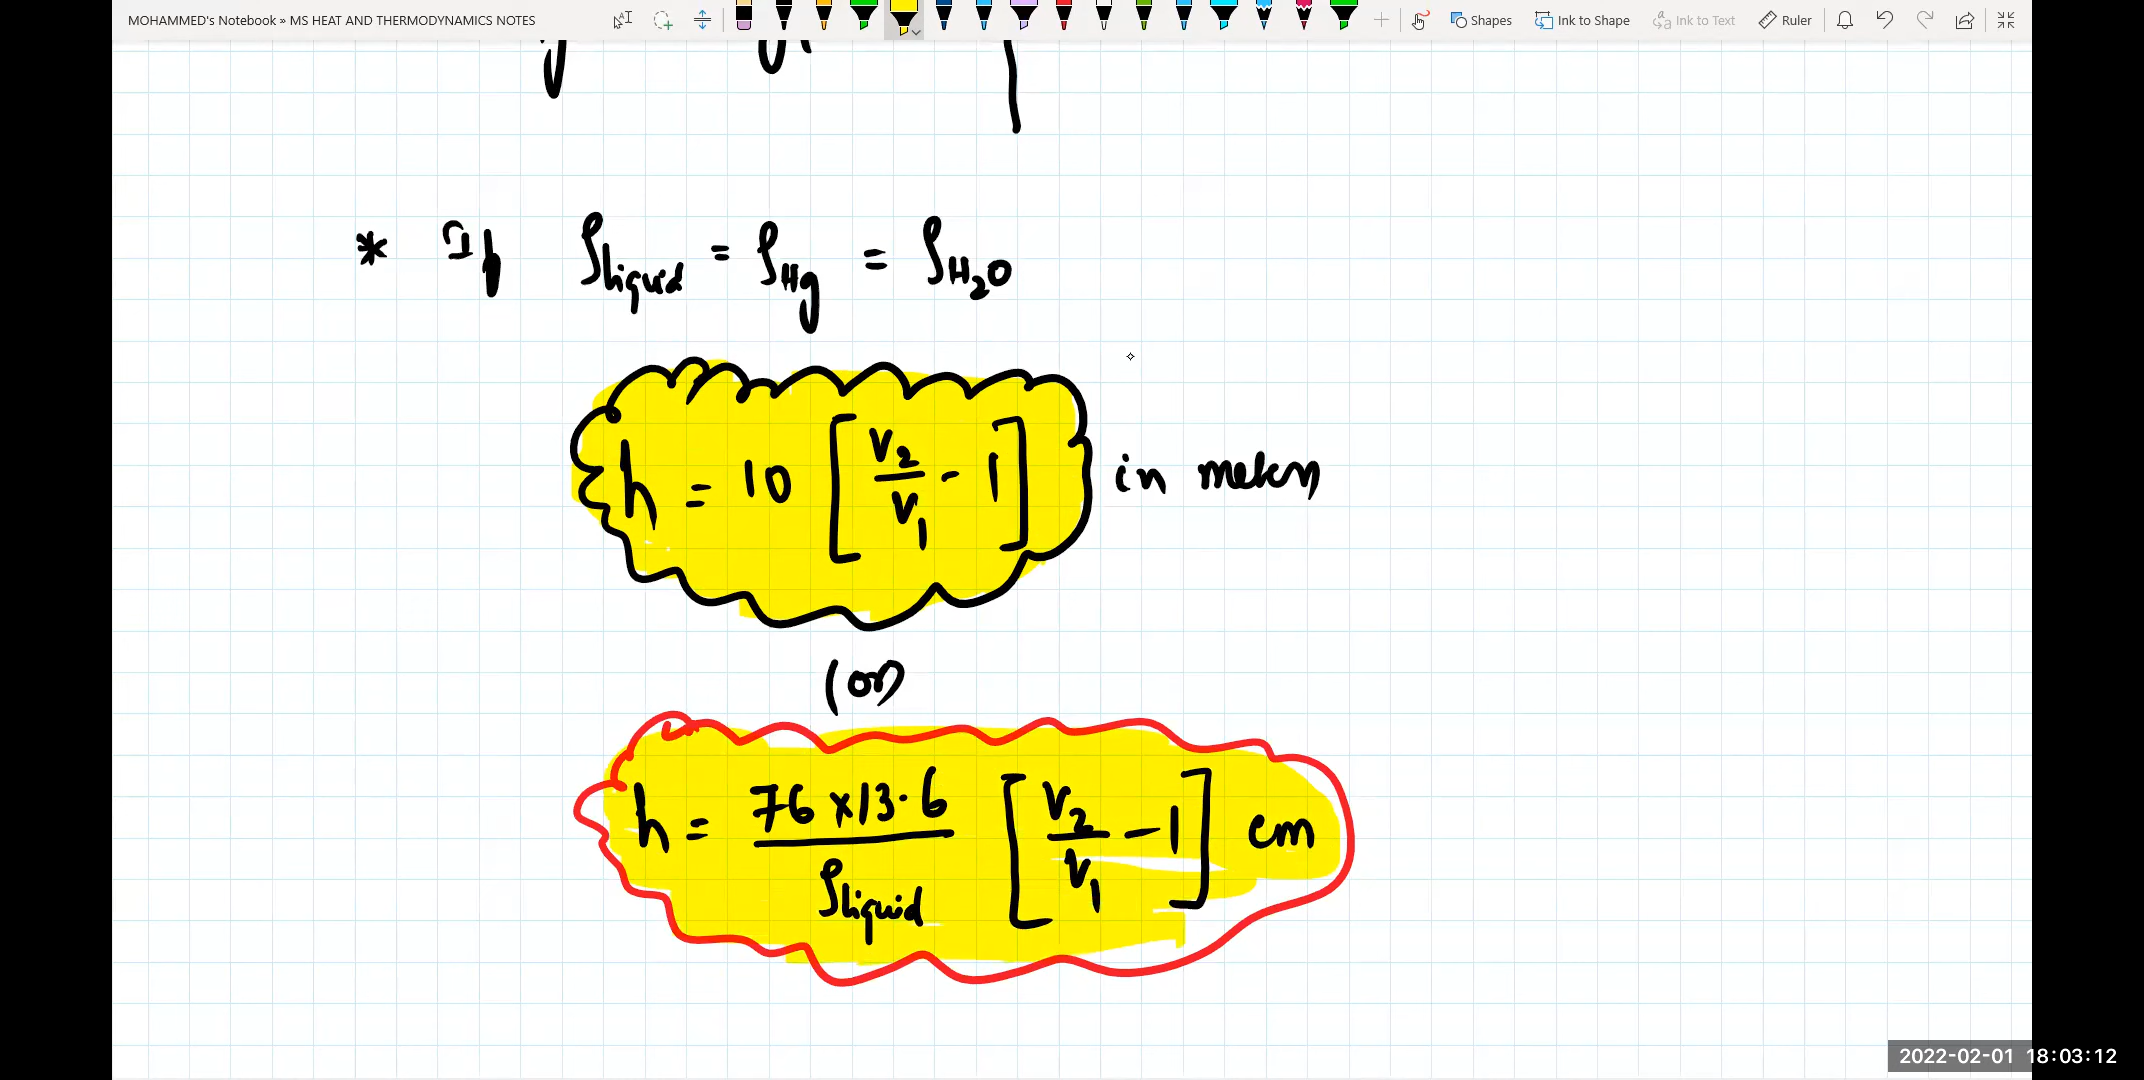 MOHAMMED's Notebook » MS HEAT AND THERMODYNAMICS NOTES
Shapes Ink to Shape Ink to Text Ruler
* If ρliquid = ρHg = ρH₂O
h = 10 [V₂/V₁ - 1] in meters
(or)
h = 76 x 13.6 / ρliquid [V₂/V₁ - 1] cm
2022-02-01 18:03:12